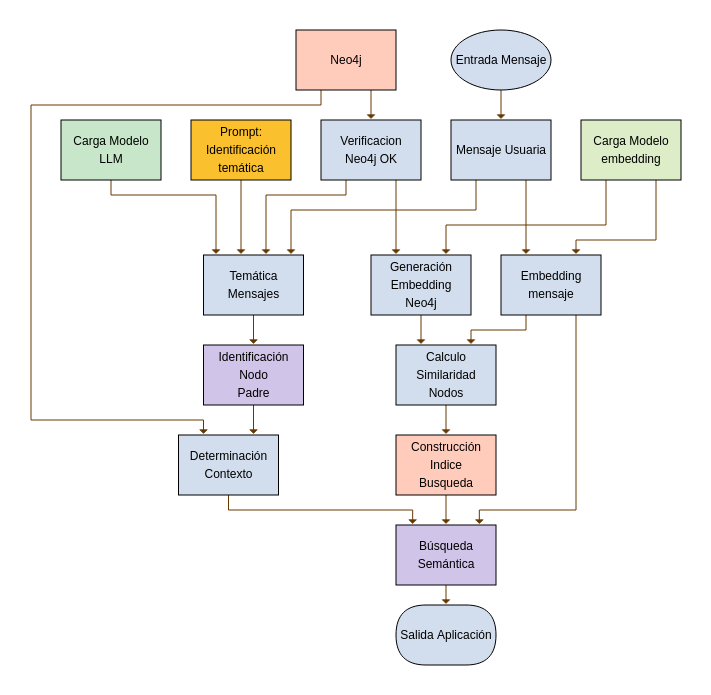 Neo4j
Entrada Mensaje
Carga Modelo
LLM
Prompt:
Identificación
temática
Verificacion
Neo4j OK
Mensaje Usuaria
Carga Modelo
embedding
Temática
Mensajes
Generación
Embedding
Neo4j
Embedding
mensaje
Identificación
Nodo
Padre
Calculo
Similaridad
Nodos
Determinación
Contexto
Construcción
Indice
Busqueda
Búsqueda
Semántica
Salida Aplicación